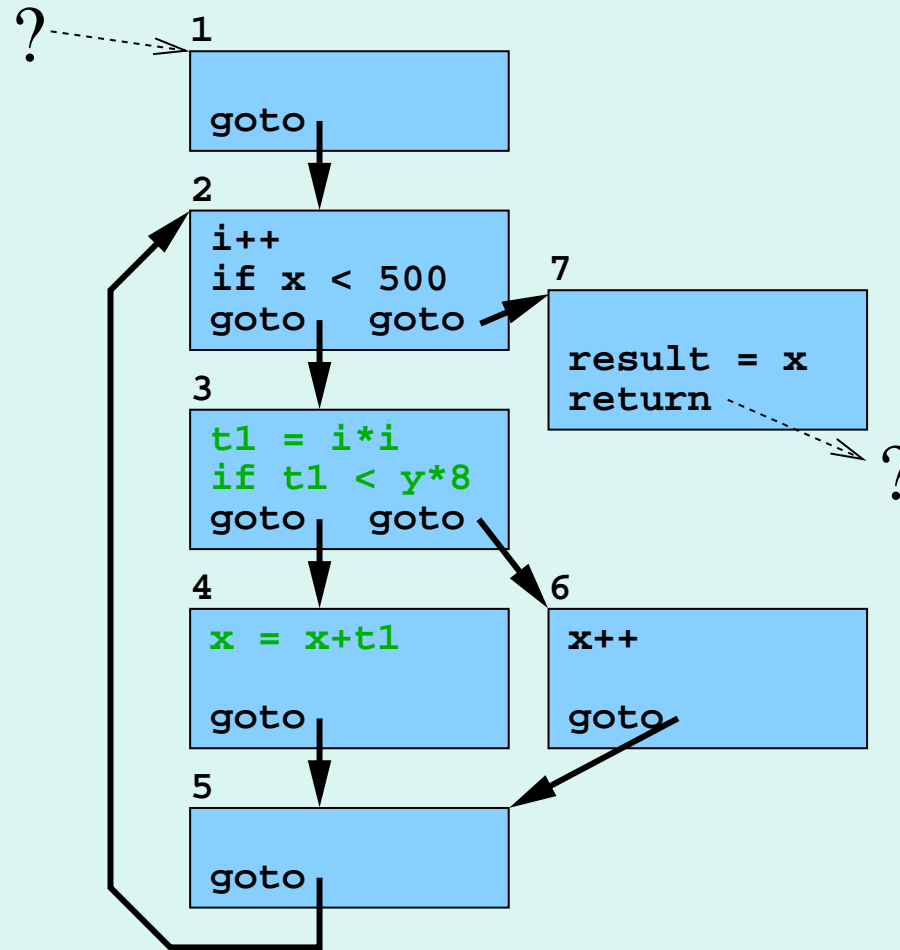 ?
1
goto
2
i++
if x < 500
goto goto
7
result = x
return
?
3
t1 = i*i
if t1 < y*8
goto goto
4
x = x+t1
goto
6
x++
goto
5
goto